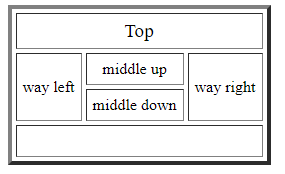 Top
middle up
way left
way right
middle down